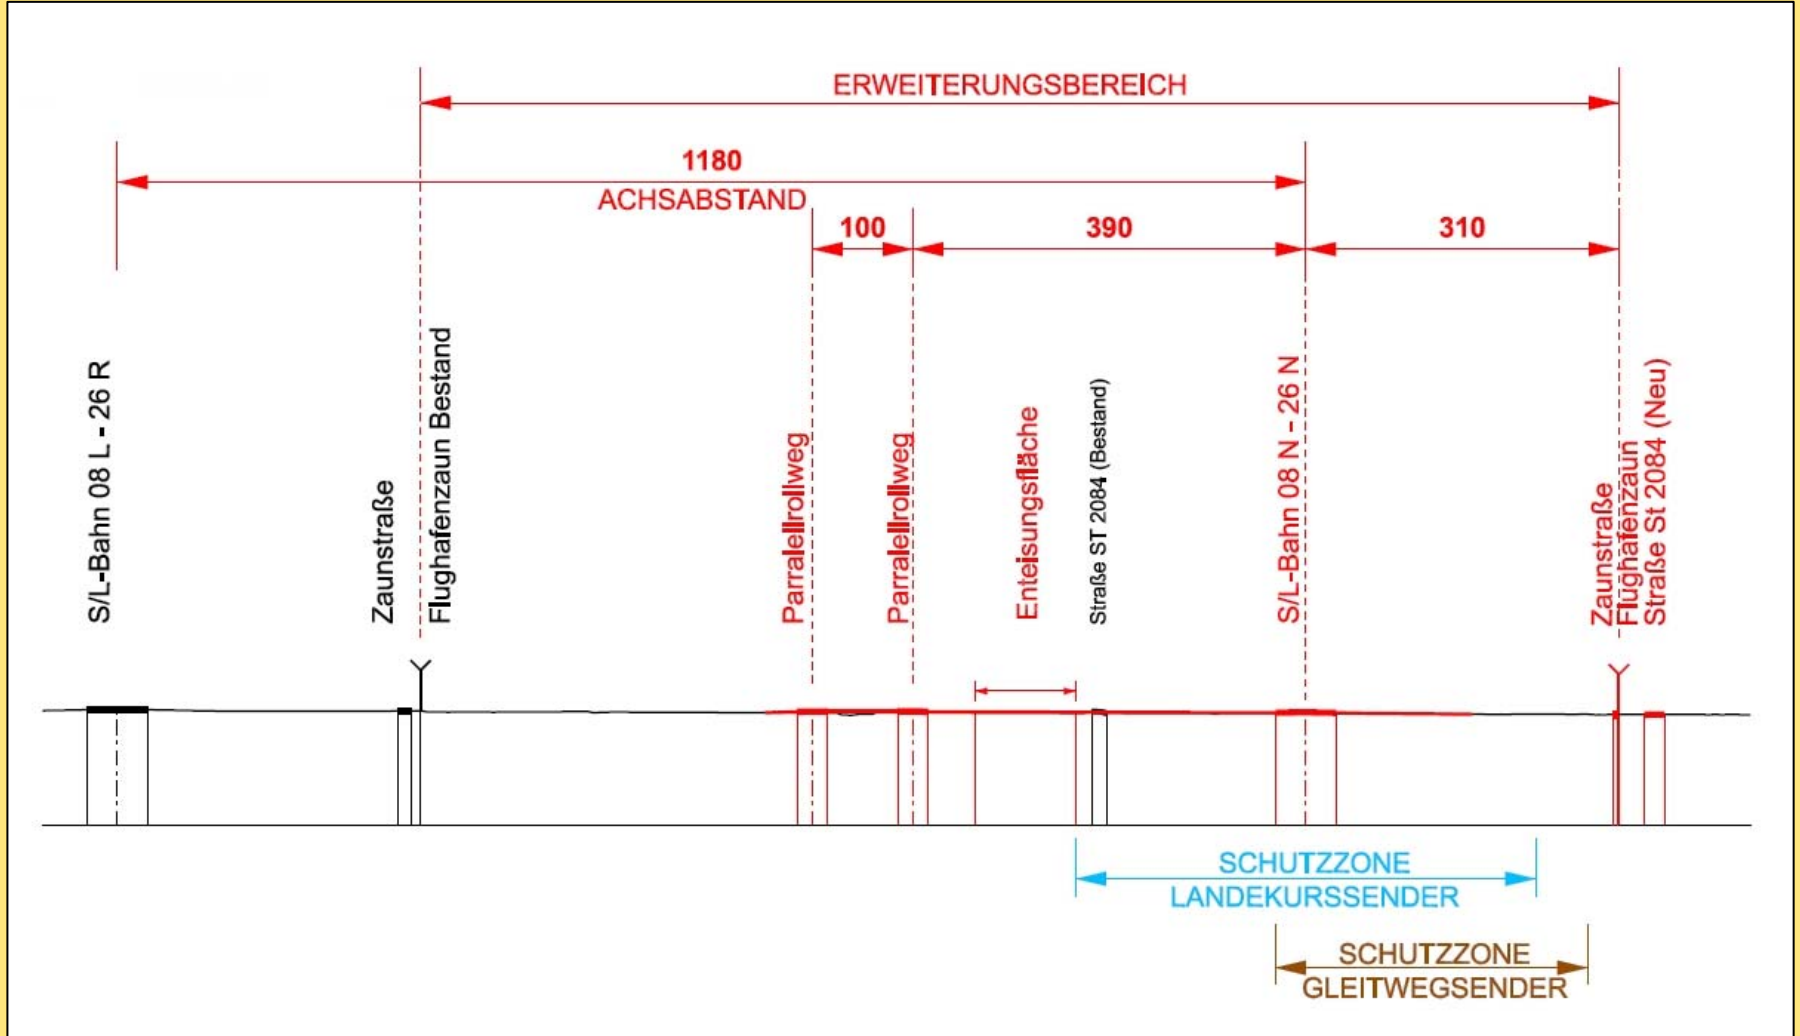 ERWEITERUNGSBEREICH
1180
ACHSABSTAND
100
390
310
S/L-Bahn 08 L - 26 R
Zaunstraße
Flughafenzaun Bestand
Parralellrollweg
Parralellrollweg
Enteisungsfläche
Straße ST 2084 (Bestand)
S/L-Bahn 08 N - 26 N
Zaunstraße
Flughafenzaun
Straße St 2084 (Neu)
SCHUTZZONE
LANDEKURSSENDER
SCHUTZZONE
GLEITWEGSENDER